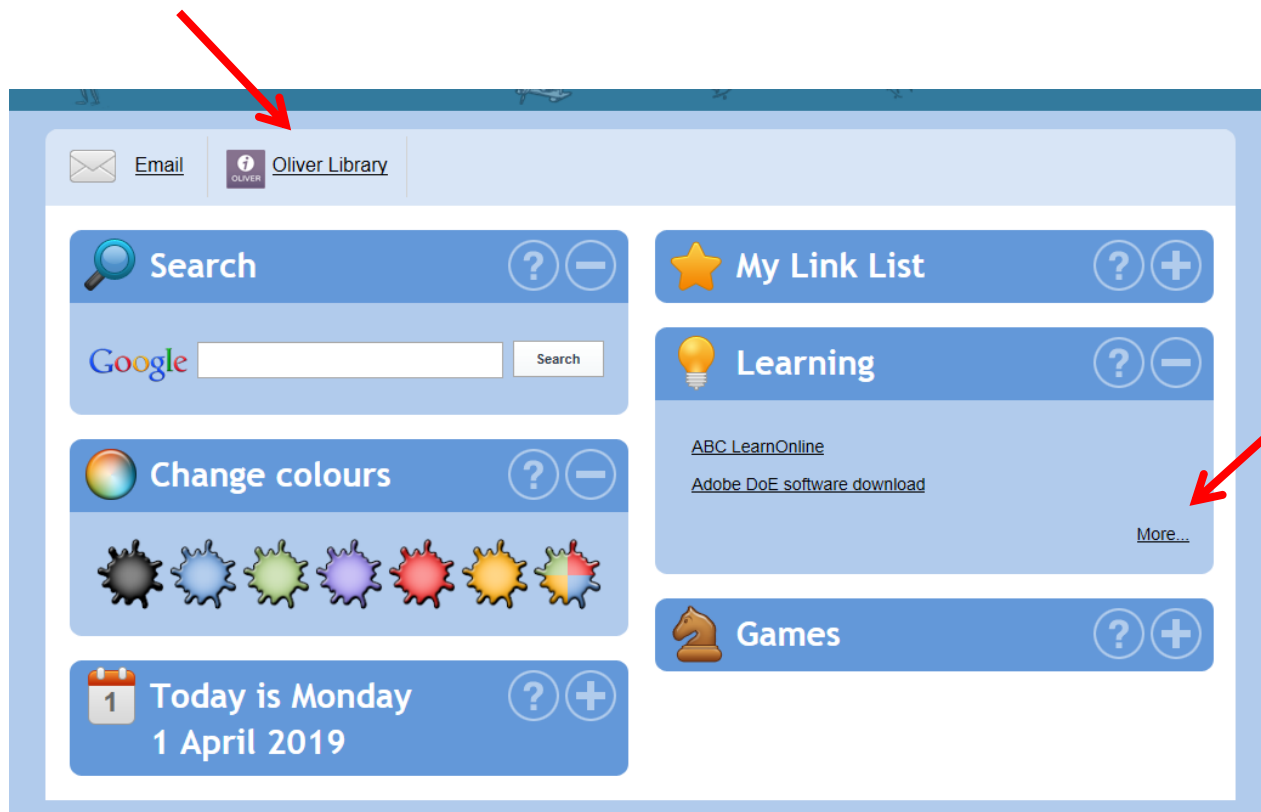 Email
i
OLIVER
Oliver Library
Search
?
Google
Search
Change colours
?
1
Today is Monday
1 April 2019
?
My Link List
?
Learning
?
ABC LearnOnline
Adobe DoE software download
More...
Games
?